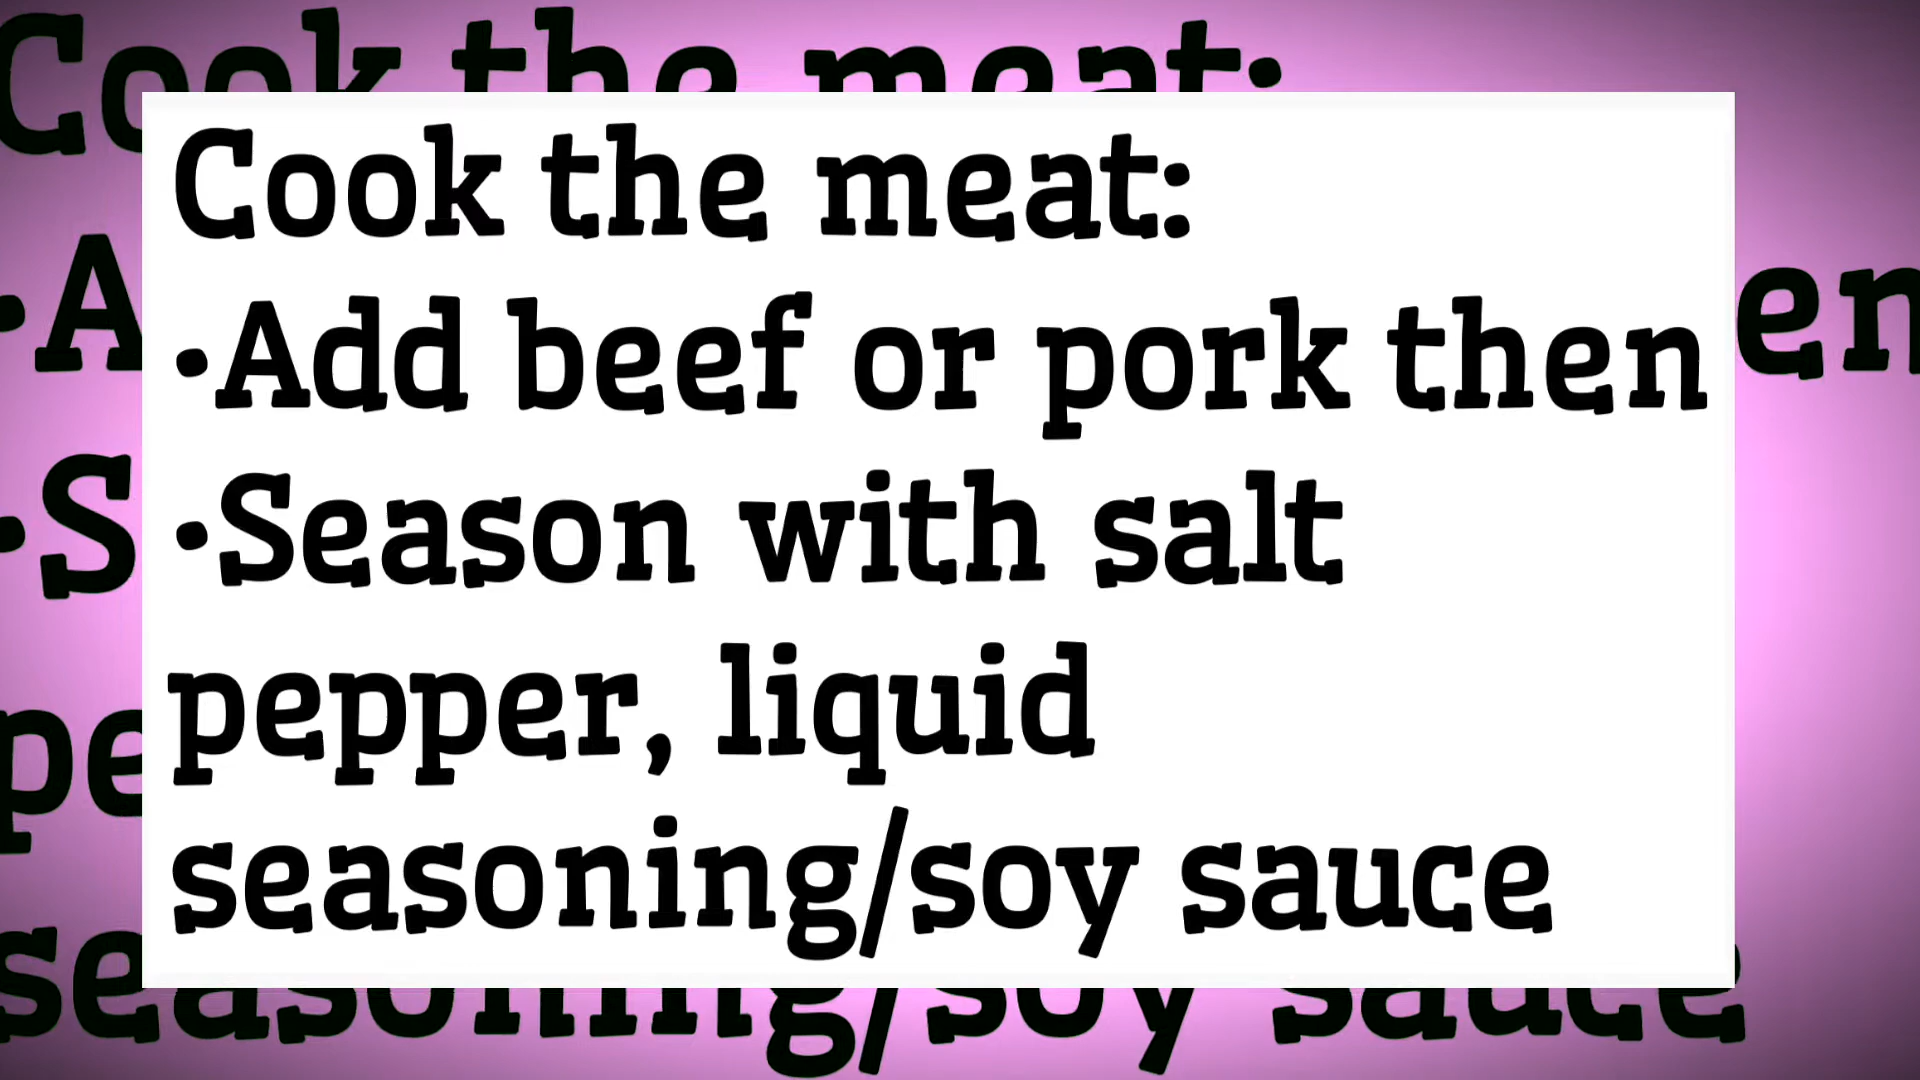 Cook the meat:
•Add beef or pork then
•Season with salt
pepper, liquid
seasoning/soy sauce